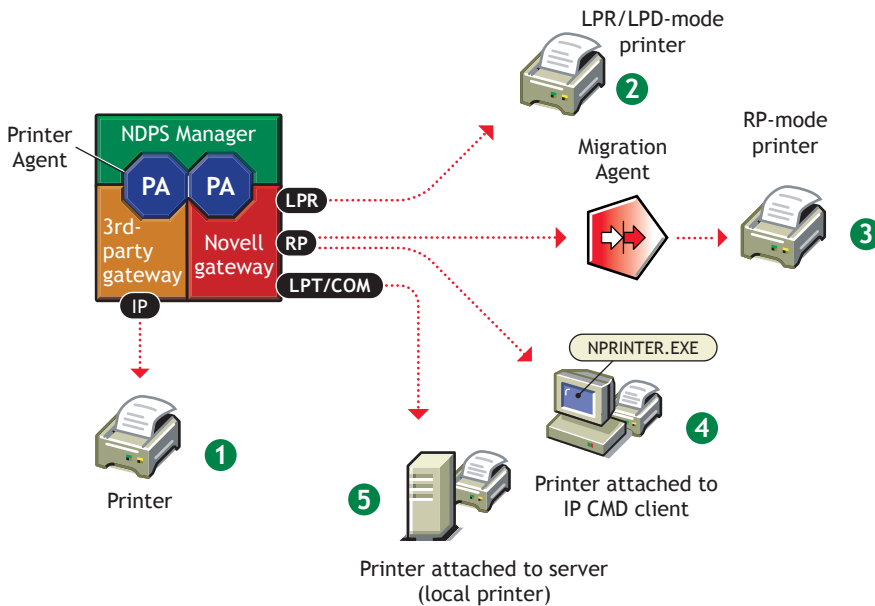 LPR/LPD-mode
printer
2
RP-mode
printer
3
Migration
Agent
Printer
Agent
NDPS Manager
PA
PA
3rd-
party
gateway
Novell
gateway
LPR
RP
LPT/COM
IP
1
Printer
NPRINTER.EXE
4
Printer attached to
IP CMD client
5
Printer attached to server
(local printer)